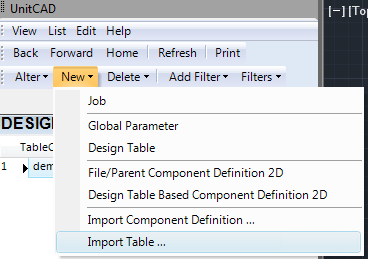 UnitCAD
[−] [Top
View List Edit Help
Back Forward Home Refresh Print
Alter New Delete Add Filter Filters
Job
Global Parameter
DESIG
Design Table
TableC
File/Parent Component Definition 2D
1 dem
Design Table Based Component Definition 2D
Import Component Definition ...
Import Table ...